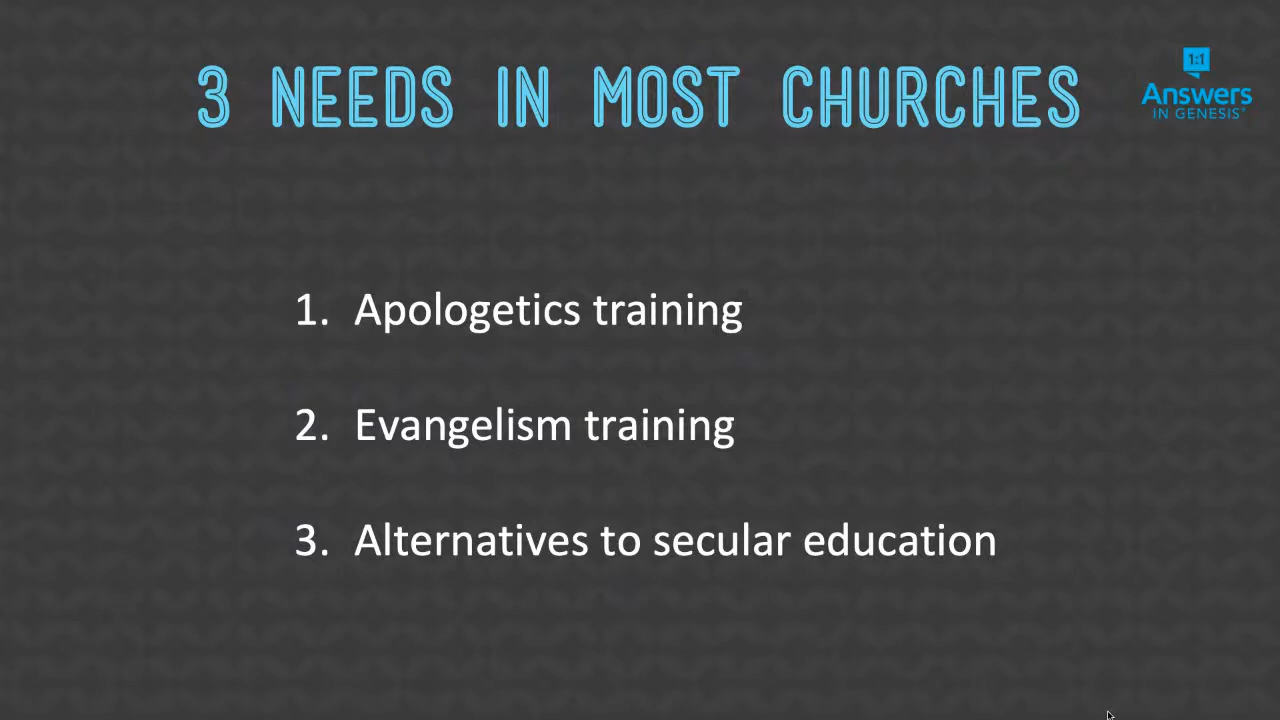 3 NEEDS IN MOST CHURCHES
1:1
Answers
IN GENESIS®
1. Apologetics training
2. Evangelism training
3. Alternatives to secular education